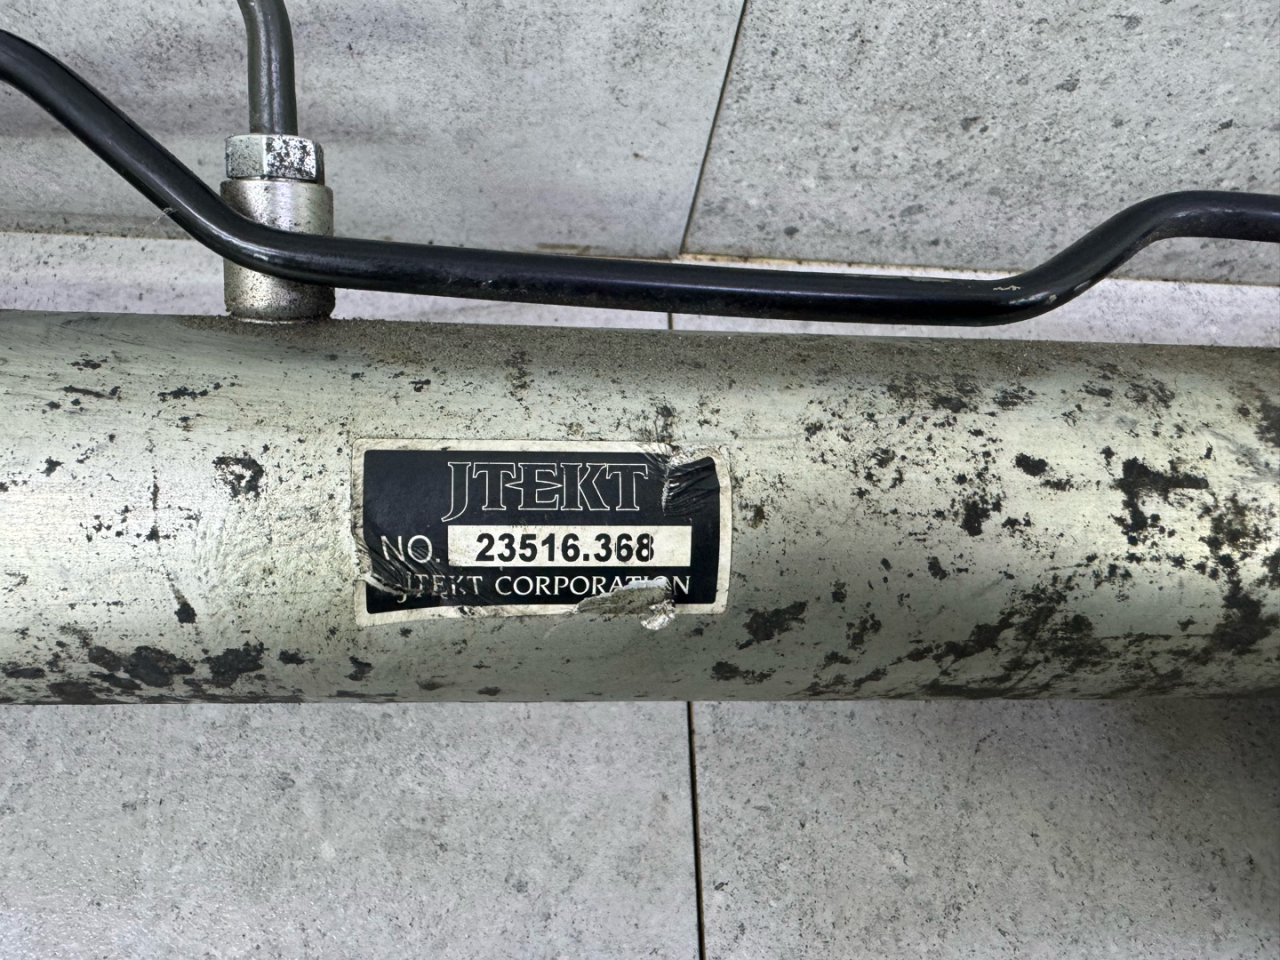 JTEKT
NO. 23516.368
JTEKT CORPORATION